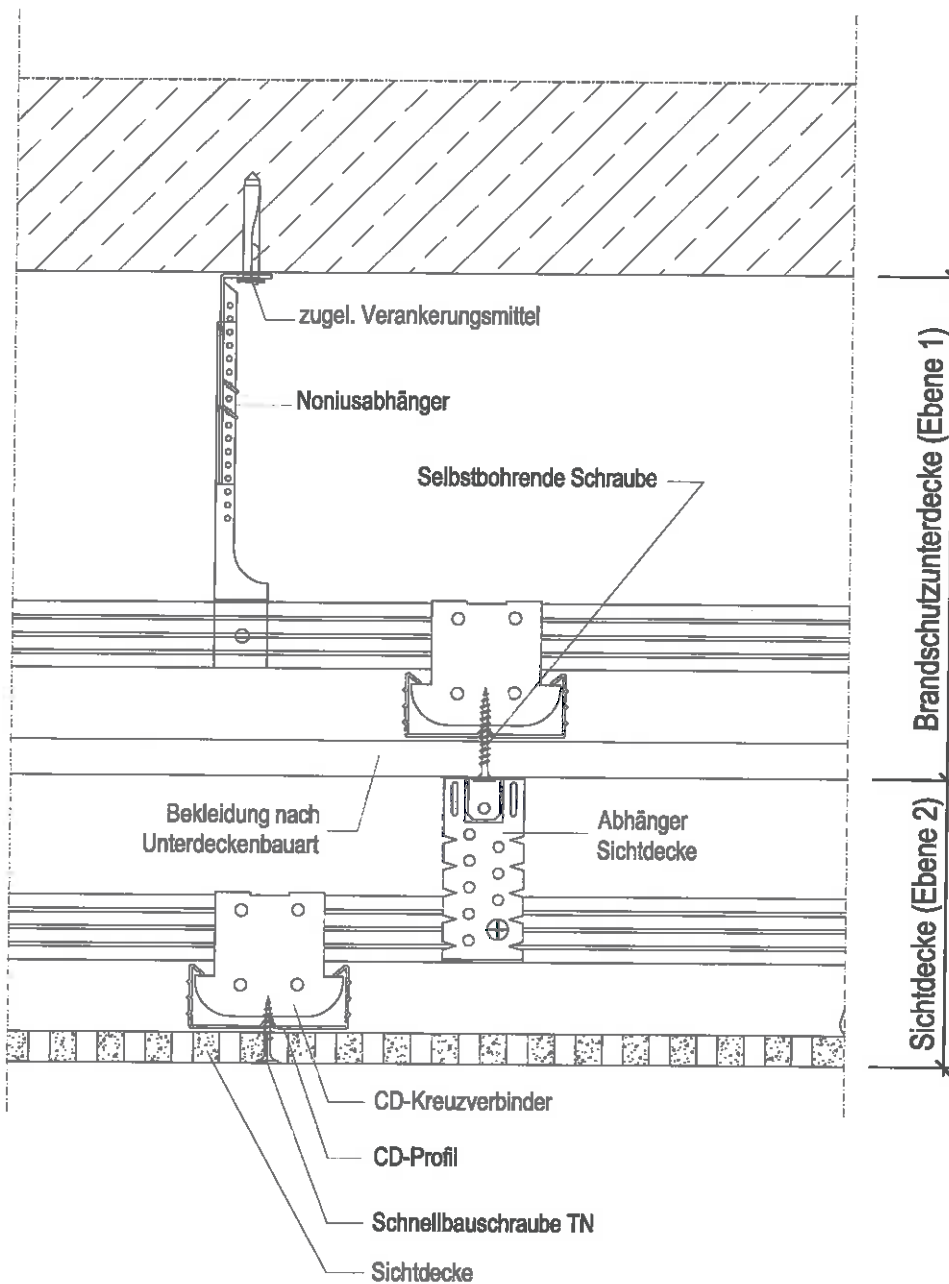 zugel. Verankerungsmittel
Noniusabhänger
Selbstbohrende Schraube
Brandschutzunterdecke (Ebene 1)
Bekleidung nach
Unterdeckenbauart
Abhänger
Sichtdecke
Sichtdecke (Ebene 2)
CD-Kreuzverbinder
CD-Profil
Schnellbauschraube TN
Sichtdecke